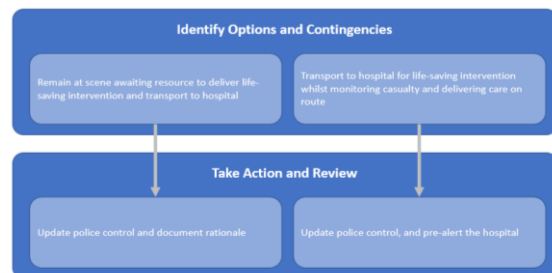 Identify Options and Contingencies
Remain at scene awaiting resource to deliver life-
saving intervention and transport to hospital
Transport to hospital for life-saving intervention
whilst monitoring casualty and delivering care on
route
Take Action and Review
Update police control and document rationale
Update police control, and pre-alert the hospital